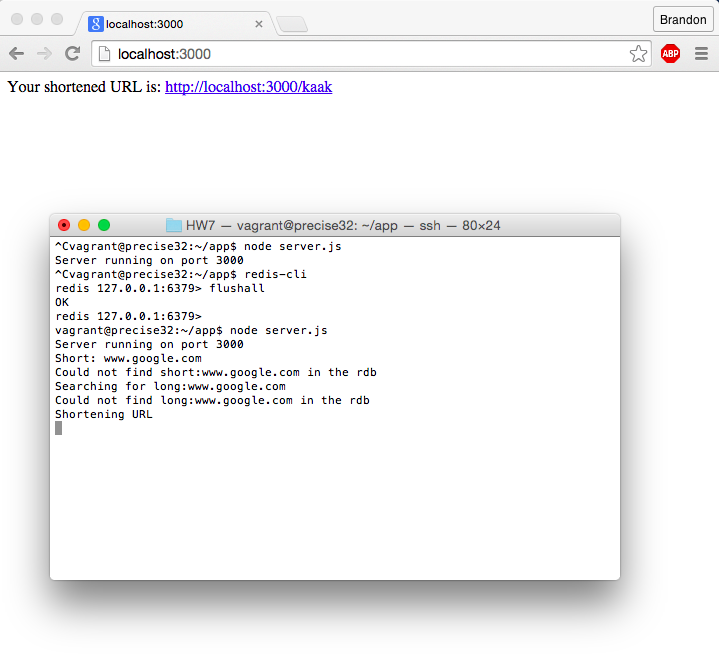 localhost:3000
Brandon
localhost:3000
ABP
Your shortened URL is: http://localhost:3000/kaak
HW7 — vagrant@precise32: ~/app — ssh — 80×24
^Cvagrant@precise32:~/app$ node server.js
Server running on port 3000
^Cvagrant@precise32:~/app$ redis-cli
redis 127.0.0.1:6379> flushall
OK
redis 127.0.0.1:6379>
vagrant@precise32:~/app$ node server.js
Server running on port 3000
Short: www.google.com
Could not find short:www.google.com in the rdb
Searching for long:www.google.com
Could not find long:www.google.com in the rdb
Shortening URL